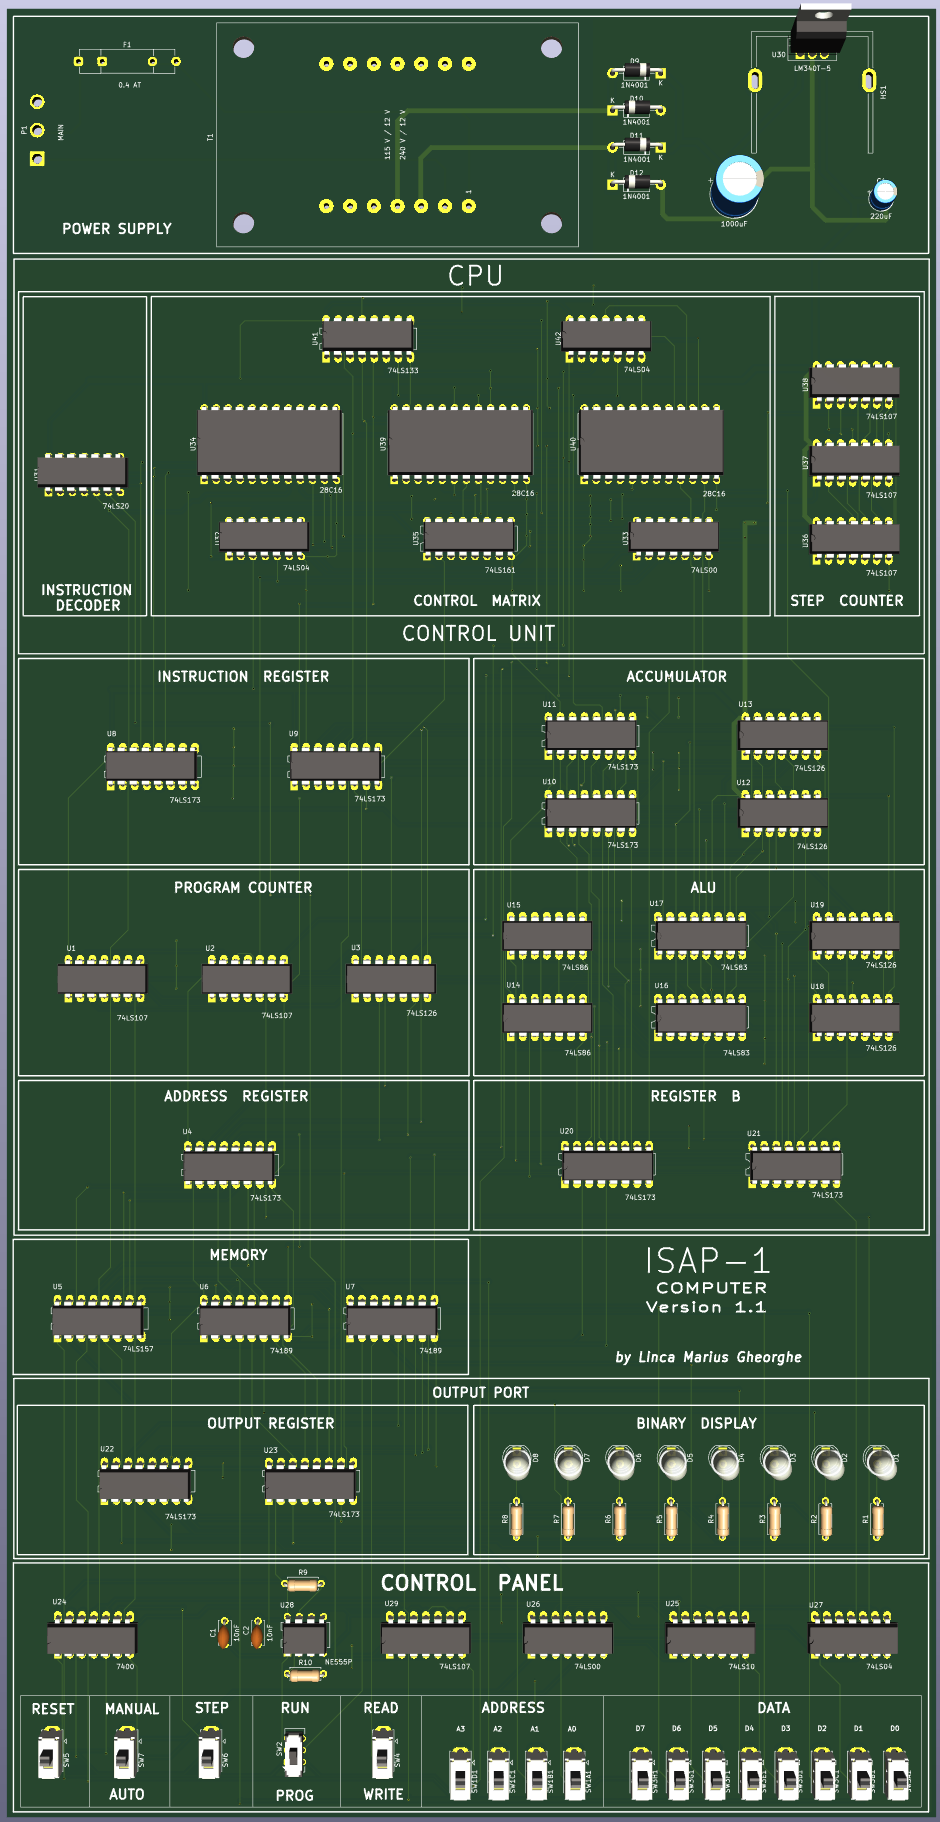 F1
0.4 AT
P1
MAIN
T1
115 V / 12 V
240 V / 12 V
1
D9
1N4001
K
D10
K
D11
1N4001
K
D12
K
1N4001
U30
LM340T-5
HS1
+
1000uF
+
220uF
POWER SUPPLY
CPU
U41
74LS133
U42
74LS04
U38
74LS107
U34
28C16
U39
28C16
U40
28C16
U37
74LS107
74LS20
U32
74LS04
U35
74LS161
U33
74LS00
U36
74LS107
INSTRUCTION
DECODER
CONTROL MATRIX
STEP COUNTER
CONTROL UNIT
INSTRUCTION REGISTER
U8
74LS173
U9
74LS173
ACCUMULATOR
U11
74LS173
U13
74LS126
U10
74LS173
U12
74LS126
PROGRAM COUNTER
U1
74LS107
U2
74LS107
U3
74LS126
ALU
U15
74LS86
U17
74LS83
U19
74LS126
U14
74LS86
U16
74LS83
U18
74LS126
ADDRESS REGISTER
U4
74LS173
REGISTER B
U20
74LS173
U21
74LS173
MEMORY
U5
74LS157
U6
74189
U7
74189
ISAP-1
COMPUTER
Version 1.1
by Linca Marius Gheorghe
OUTPUT PORT
OUTPUT REGISTER
U22
74LS173
U23
74LS173
BINARY DISPLAY
D8
D7
D6
D5
D4
D3
D2
D1
R8
R7
R6
R5
R4
R3
R2
R1
CONTROL PANEL
R9
U24
7400
C1
10nF
C2
10nF
U28
NE555P
R10
U29
74LS107
U26
74LS00
U25
74LS10
U27
74LS04
RESET
MANUAL
STEP
RUN
READ
ADDRESS
DATA
A3
A2
A1
A0
D7
D6
D5
D4
D3
D2
D1
D0
SW5
SW7
SW6
SW2
SW4
SW1D1
SW1C1
SW1B1
SW1A1
AUTO
PROG
WRITE